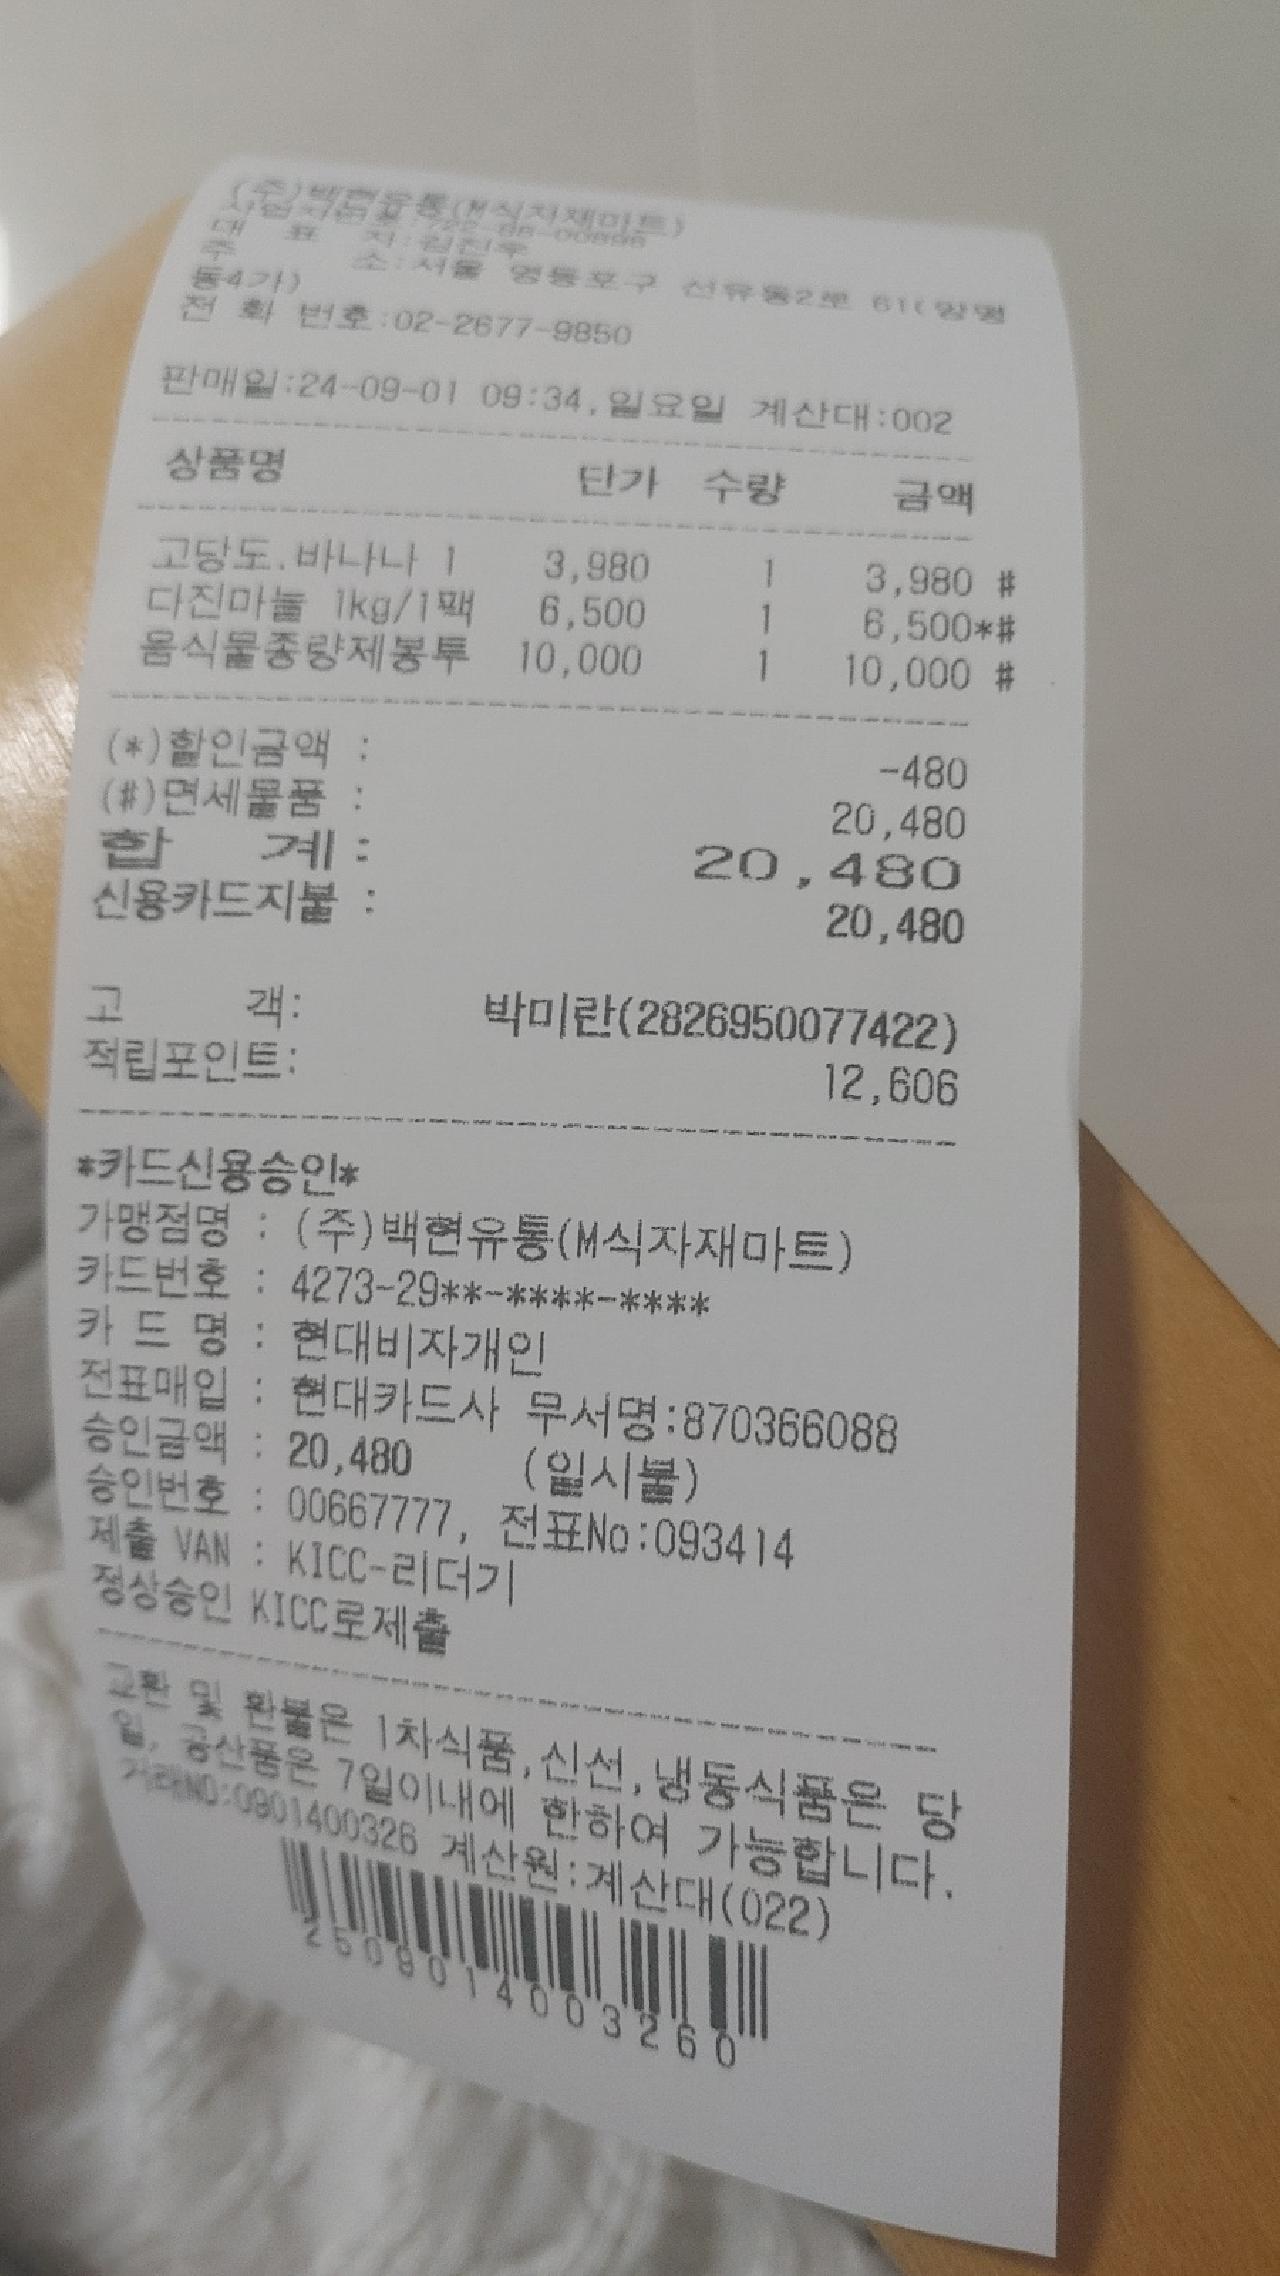 (주)백현유통(M식자재마트)
사업자번호:722-88-00898
대 표 자:김진우
주 소:서울 영등포구 선유동2로 61(양평
동4가)
전 화 번호:02-2677-9850
판매일:24-09-01 09:34,일요일 계산대:002
상품명 단가 수량 금액
고당도.바나나 1 3,980 1 3,980 #
다진마늘 1kg/1팩 6,500 1 6,500*#
음식물종량제봉투 10,000 1 10,000 #
(*)할인금액 : -480
(#)면세물품 : 20,480
합 계: 20,480
신용카드지불 : 20,480
고 객: 박미란(2826950077422)
적립포인트: 12,606
*카드신용승인*
가맹점명 : (주)백현유통(M식자재마트)
카드번호 : 4273-29**-****-****
카 드 명 : 현대비자개인
전표매입 : 현대카드사 무서명:870366088
승인금액 : 20,480 (일시불)
승인번호 : 00667777, 전표No:093414
제출 VAN : KICC-리더기
정상승인 KICC로제출
교환 및 환불은 1차식품,신선,냉동식품은 당
일, 공산품은 7일이내에 한하여 가능합니다.
거래NO:0901400326 계산원:계산대(022)
2509014003260